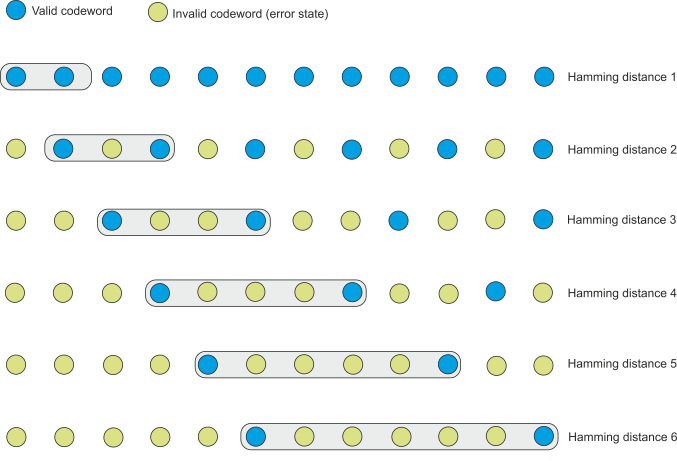 Valid codeword
Invalid codeword (error state)
Hamming distance 1
Hamming distance 2
Hamming distance 3
Hamming distance 4
Hamming distance 5
Hamming distance 6